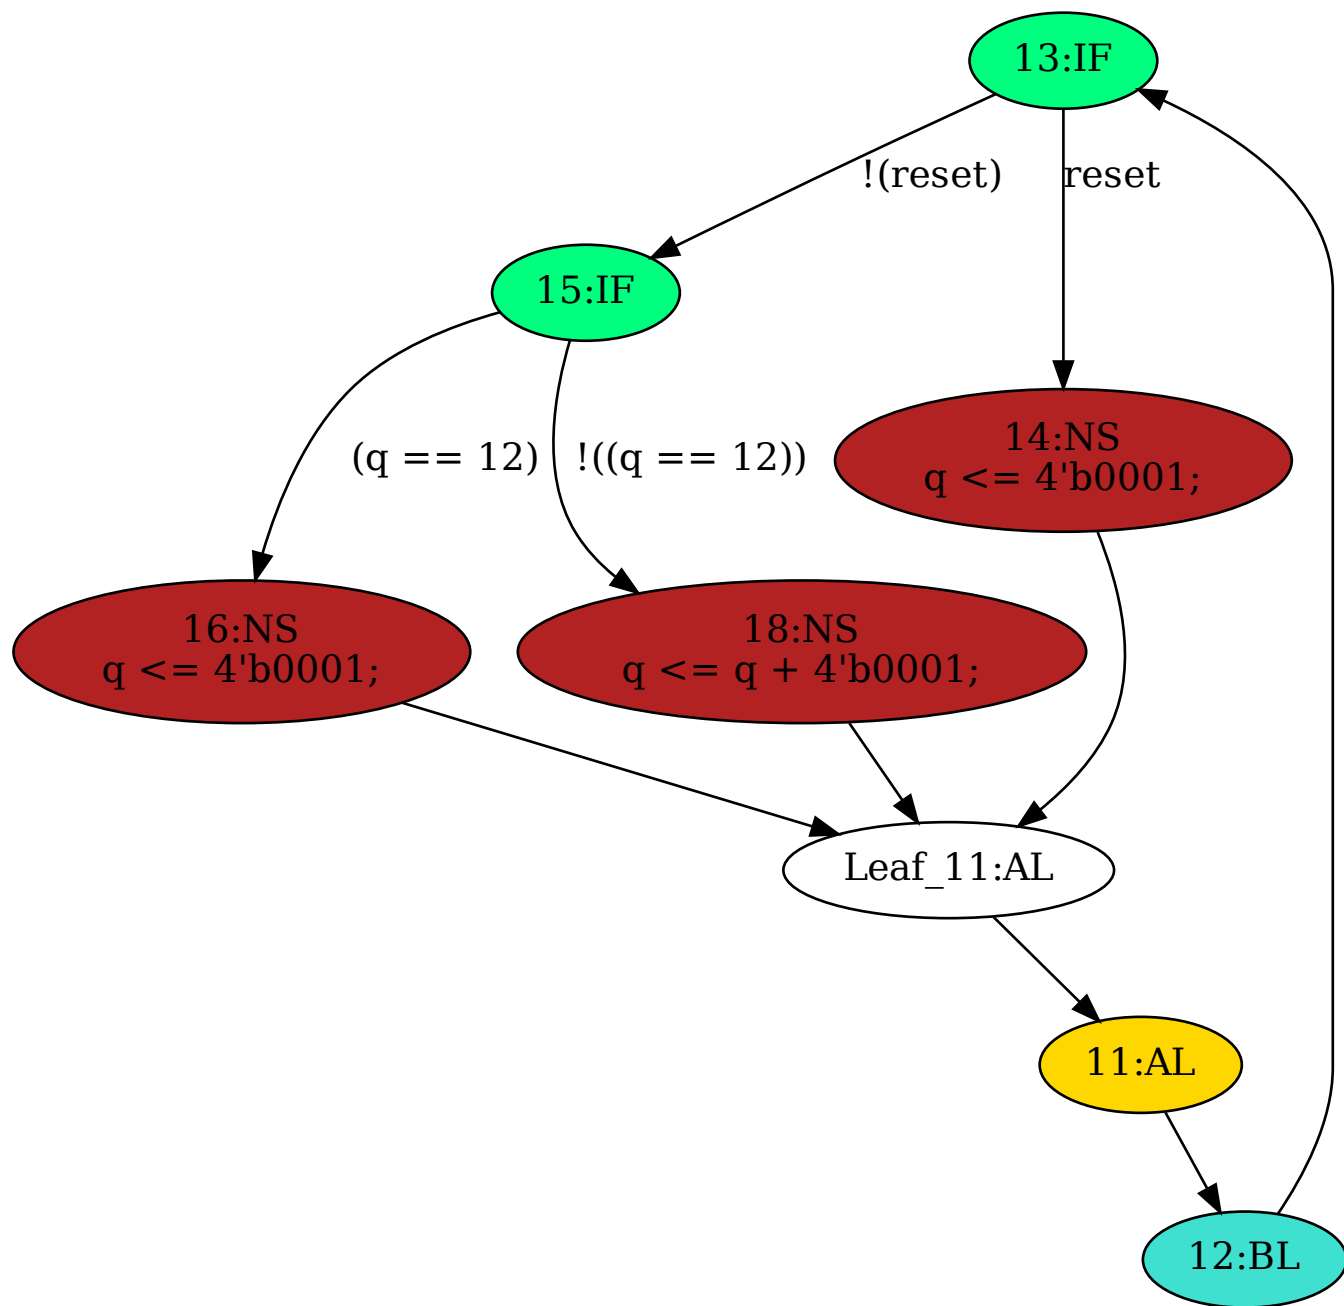 13:IF
!(reset)
reset
15:IF
(q == 12)
!((q == 12))
14:NS
q <= 4'b0001;
16:NS
q <= 4'b0001;
18:NS
q <= q + 4'b0001;
Leaf_11:AL
11:AL
12:BL